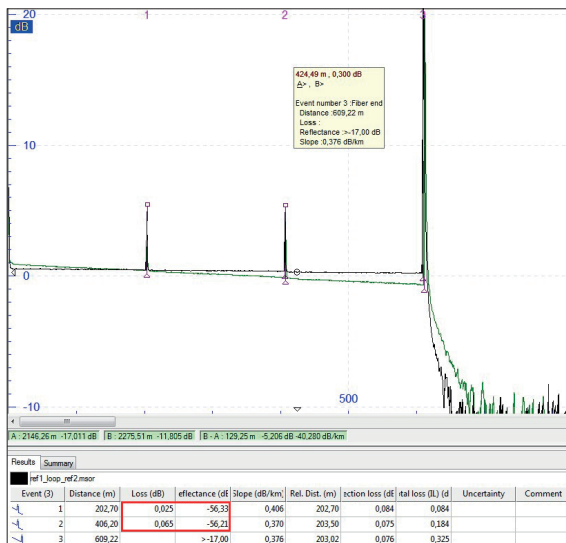 20
dB
1
2
3
424,49 m , 0,300 dB
A> , B>
Event number 3 :Fiber end
Distance :609,22 m
Loss :
Reflectance :>-17,00 dB
Slope :0,376 dB/km
10
0
-10
500
A : 2146,26 m -17,011 dB B : 2275,51 m -11,805 dB B - A : 129,25 m -5,206 dB -40,280 dB/km
Results Summary
ref1_loop_ref2.msor
Event (3) Distance (m) Loss (dB) eflectance (dE Slope (dB/km) Rel. Dist. (m) ection loss (dE otal loss (IL) (d Uncertainty Comment
1 202,70 0,025 -56,33 0,406 202,70 0,084 0,084
2 406,20 0,065 -56,21 0,370 203,50 0,075 0,184
3 609,22 >-17,00 0,376 203,02 0,076 0,325